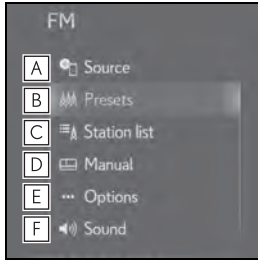 FM
A Source
B Presets
C Station list
D Manual
E Options
F Sound